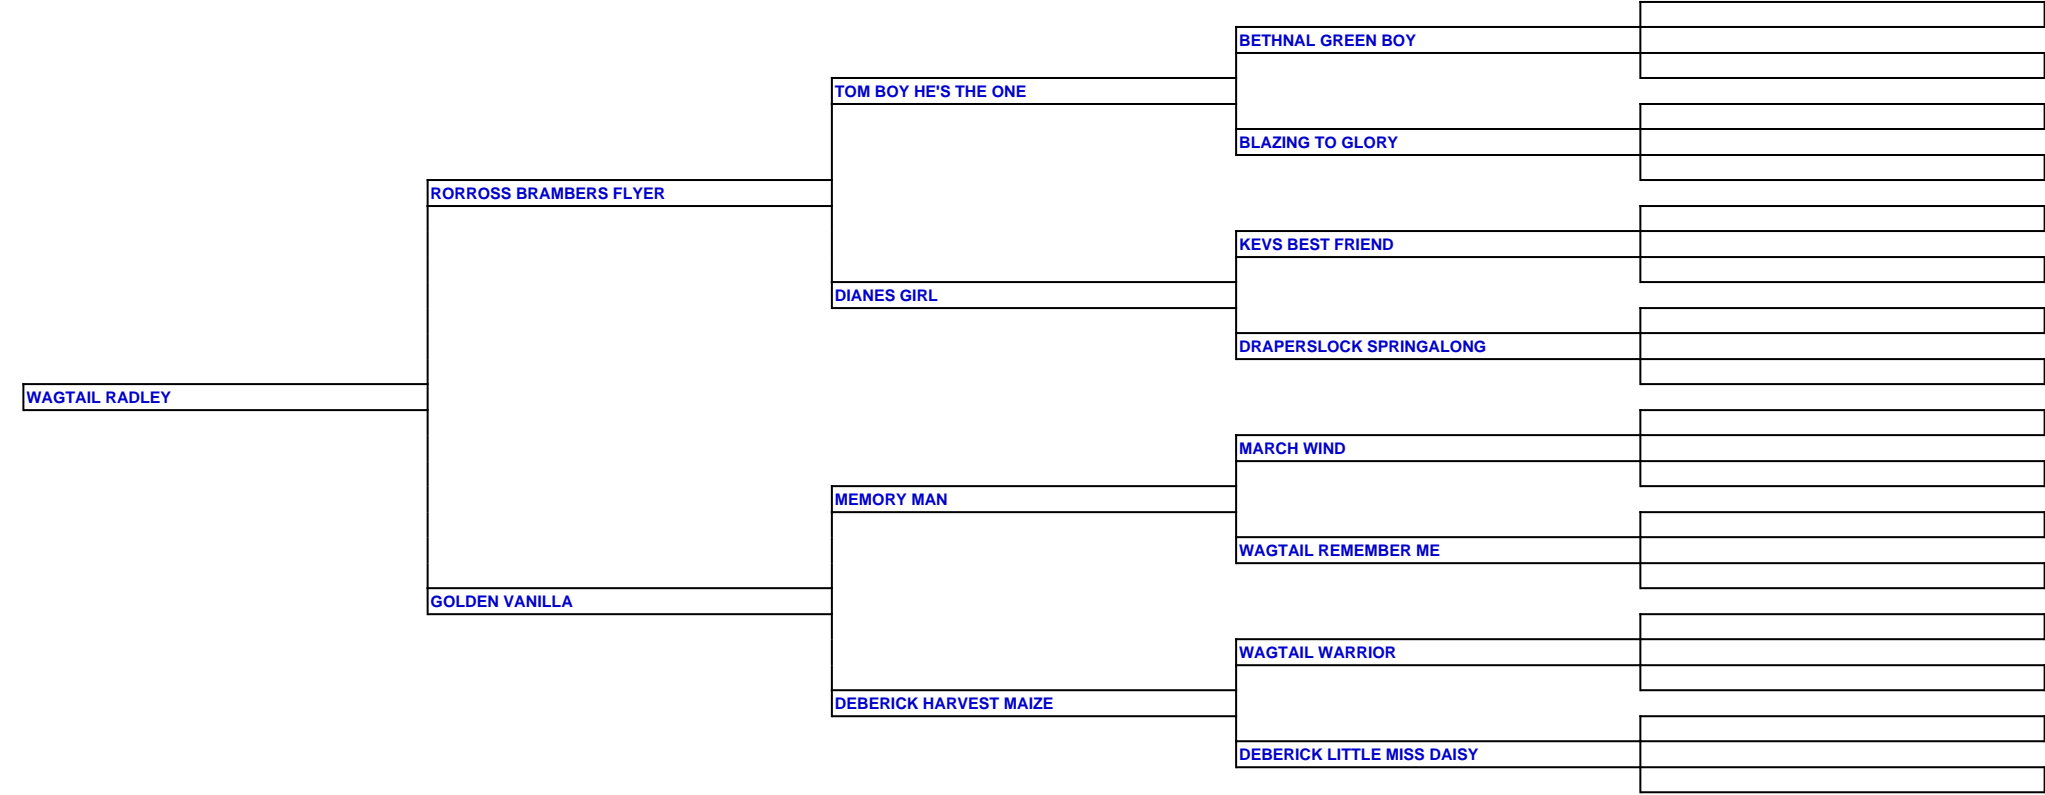 BETHNAL GREEN BOY
TOM BOY HE'S THE ONE
BLAZING TO GLORY
RORROSS BRAMBERS FLYER
KEVS BEST FRIEND
DIANES GIRL
DRAPERSLOCK SPRINGALONG
WAGTAIL RADLEY
MARCH WIND
MEMORY MAN
WAGTAIL REMEMBER ME
GOLDEN VANILLA
WAGTAIL WARRIOR
DEBERICK HARVEST MAIZE
DEBERICK LITTLE MISS DAISY